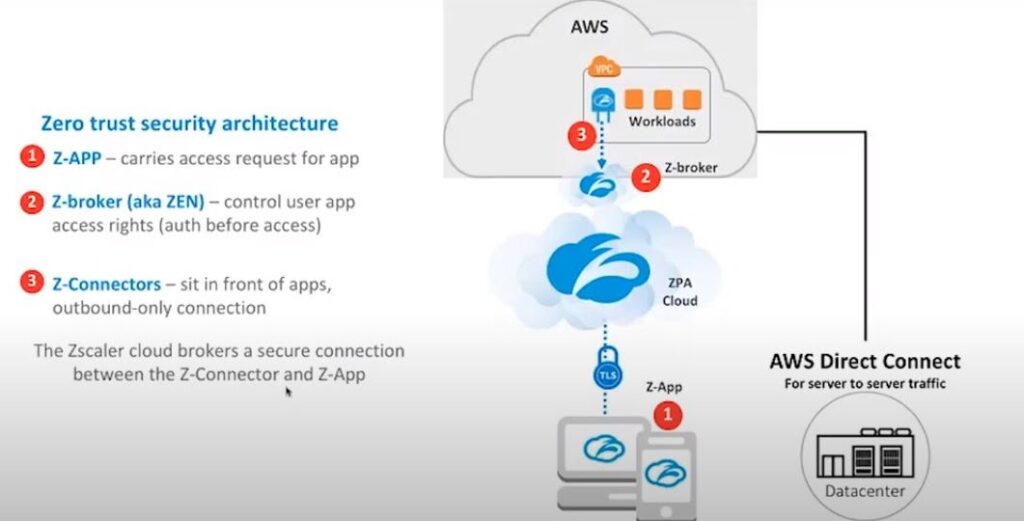 Zero trust security architecture
1 Z-APP – carries access request for app
2 Z-broker (aka ZEN) – control user app
access rights (auth before access)
3 Z-Connectors – sit in front of apps,
outbound-only connection
The Zscaler cloud brokers a secure connection
between the Z-Connector and Z-App
AWS
VPC
Workloads
3
Z-broker
2
ZPA
Cloud
TLS
Z-App
1
AWS Direct Connect
For server to server traffic
Datacenter